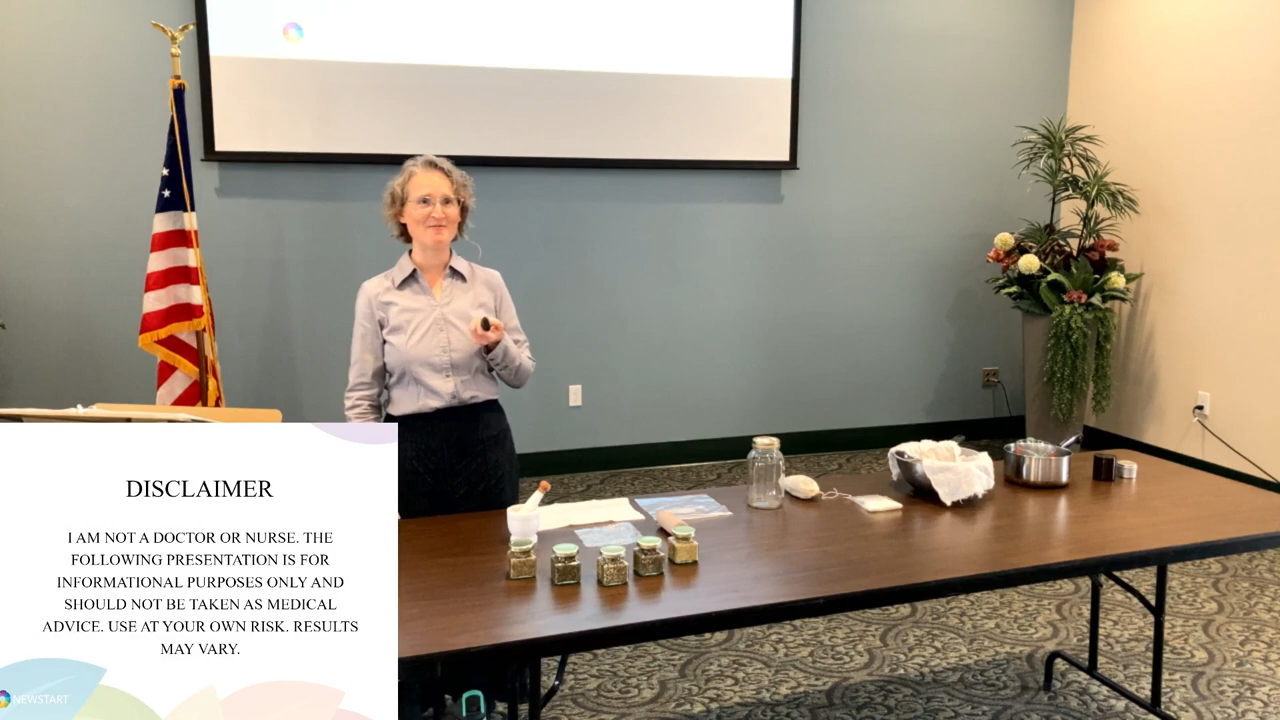 DISCLAIMER
I AM NOT A DOCTOR OR NURSE. THE
FOLLOWING PRESENTATION IS FOR
INFORMATIONAL PURPOSES ONLY AND
SHOULD NOT BE TAKEN AS MEDICAL
ADVICE. USE AT YOUR OWN RISK. RESULTS
MAY VARY.
NEWSTART